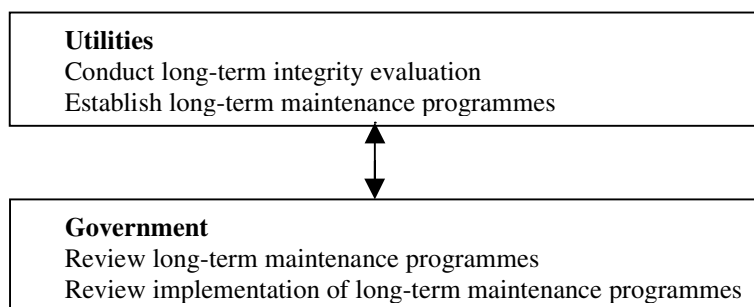 Utilities
Conduct long-term integrity evaluation
Establish long-term maintenance programmes
Government
Review long-term maintenance programmes
Review implementation of long-term maintenance programmes